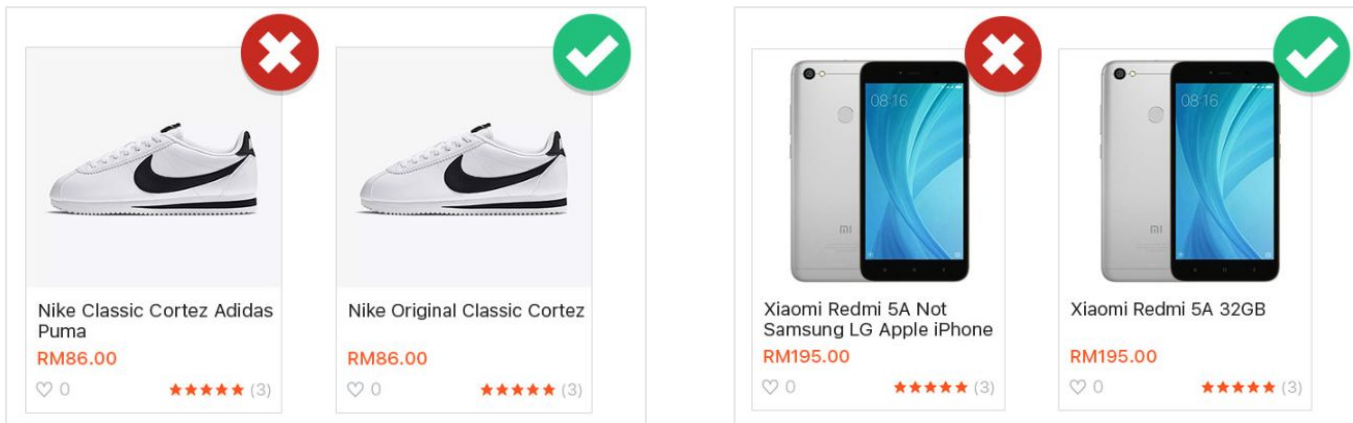 Nike Classic Cortez Adidas
Puma
RM86.00
0
(3)
Nike Original Classic Cortez
RM86.00
0
(3)
08:16
mi
Xiaomi Redmi 5A Not
Samsung LG Apple iPhone
RM195.00
0
(3)
08:16
mi
Xiaomi Redmi 5A 32GB
RM195.00
0
(3)